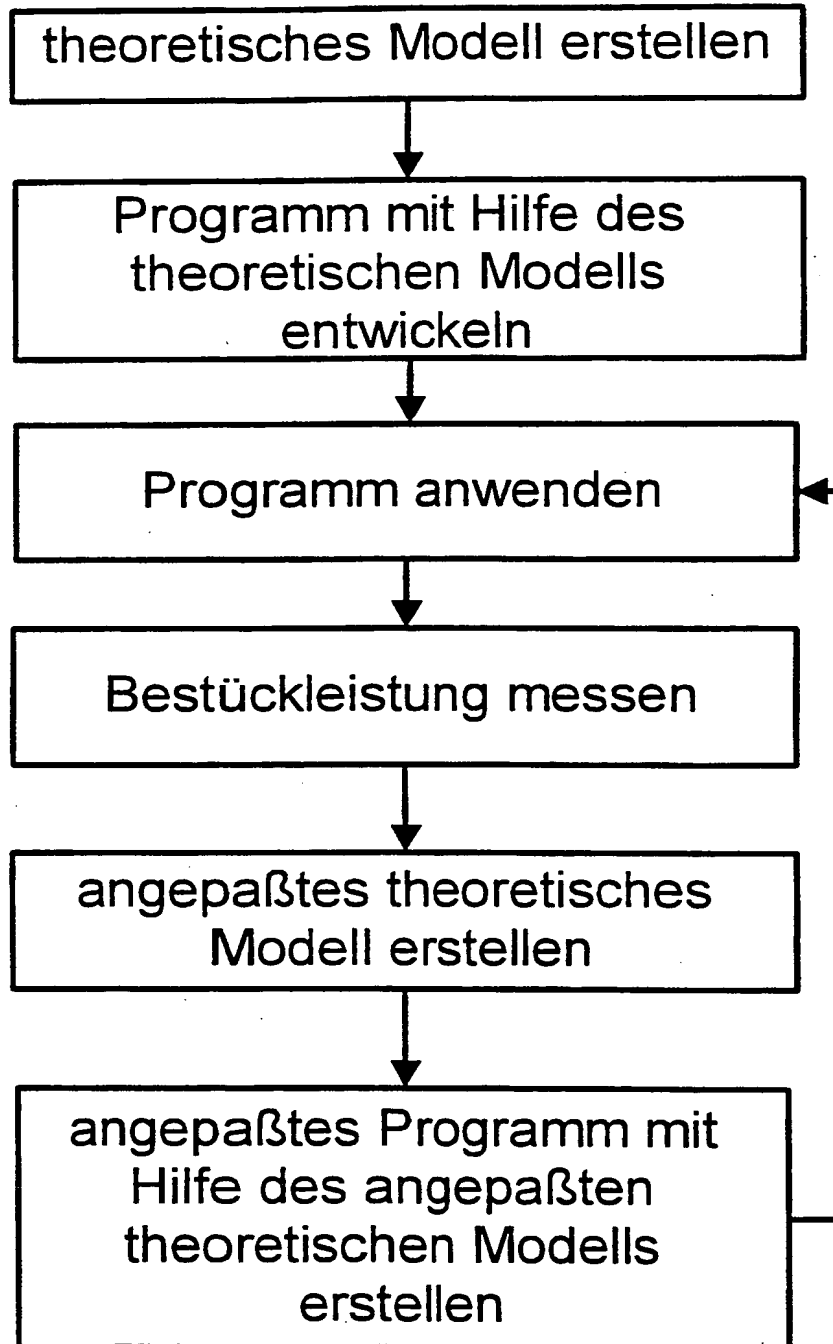 theoretisches Modell erstellen
Programm mit Hilfe des
theoretischen Modells
entwickeln
Programm anwenden
Bestückleistung messen
angepaßtes theoretisches
Modell erstellen
angepaßtes Programm mit
Hilfe des angepaßten
theoretischen Modells
erstellen